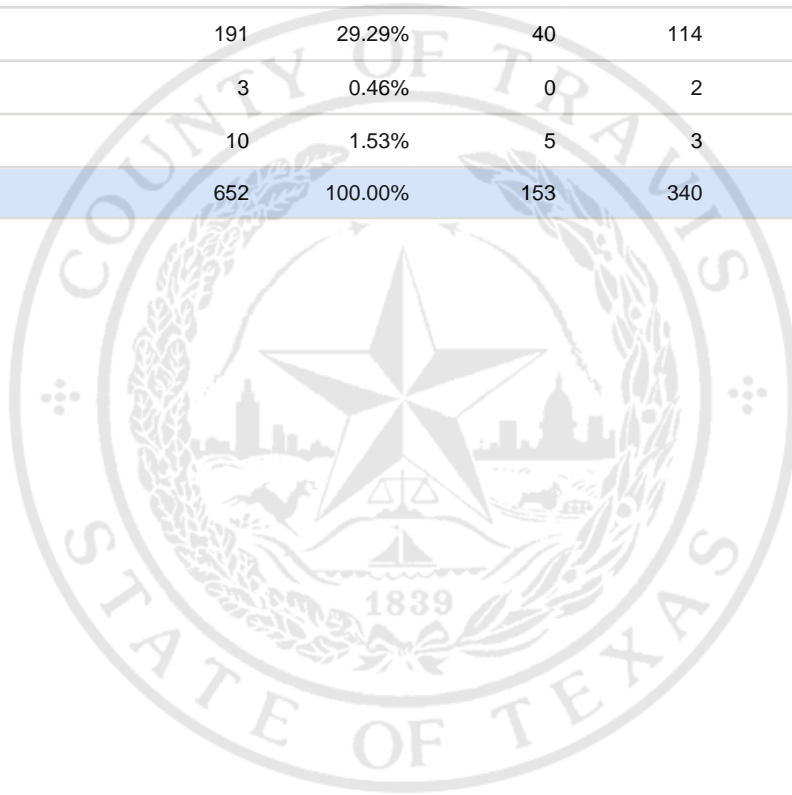 191 29.29% 40 114
3 0.46% 0 2
10 1.53% 5 3
652 100.00% 153 340
COUNTY OF TRAVIS
1839
STATE OF TEXAS